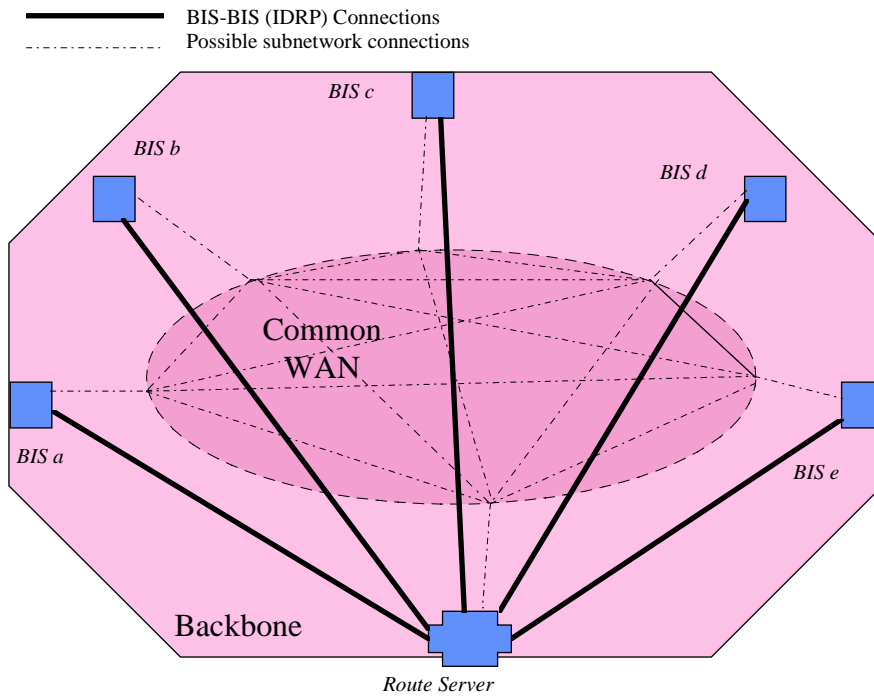 BIS-BIS (IDRP) Connections
Possible subnetwork connections
BIS c
BIS b
BIS d
Common
WAN
BIS a
BIS e
Backbone
Route Server